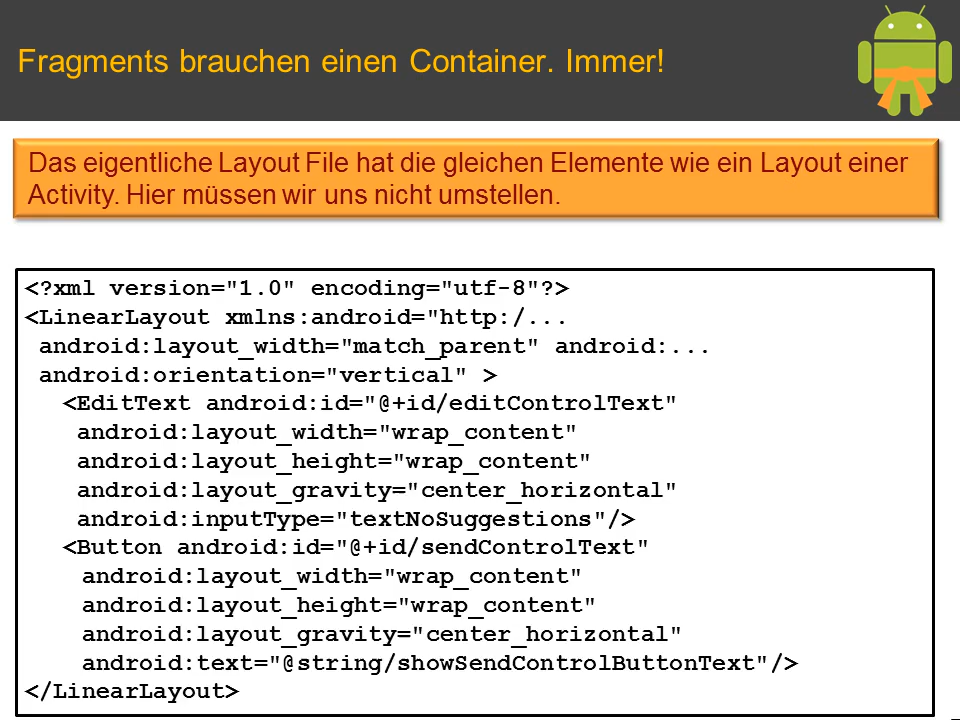 Fragments brauchen einen Container. Immer!
Das eigentliche Layout File hat die gleichen Elemente wie ein Layout einer
Activity. Hier müssen wir uns nicht umstellen.
<?xml version="1.0" encoding="utf-8"?>
<LinearLayout xmlns:android="http:/...
android:layout_width="match_parent" android:...
android:orientation="vertical" >
<EditText android:id="@+id/editControlText"
android:layout_width="wrap_content"
android:layout_height="wrap_content"
android:layout_gravity="center_horizontal"
android:inputType="textNoSuggestions"/>
<Button android:id="@+id/sendControlText"
android:layout_width="wrap_content"
android:layout_height="wrap_content"
android:layout_gravity="center_horizontal"
android:text="@string/showSendControlButtonText"/>
</LinearLayout>